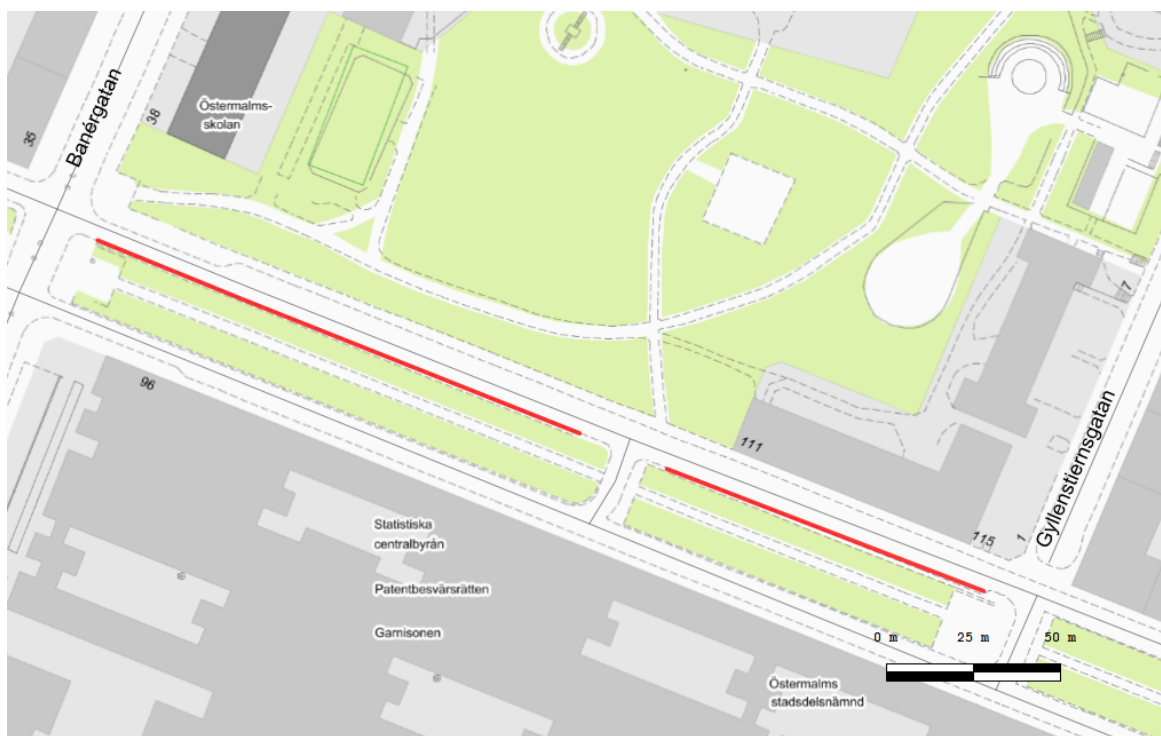 Banérgatan
35
38
Östermalms-
skolan
7
Gyllenstiernsgatan
111
115
1
96
Statistiska
centralbyrån
Patentbesvärsrätten
Garnisonen
Östermalms
stadsdelsnämnd
0 m 25 m 50 m